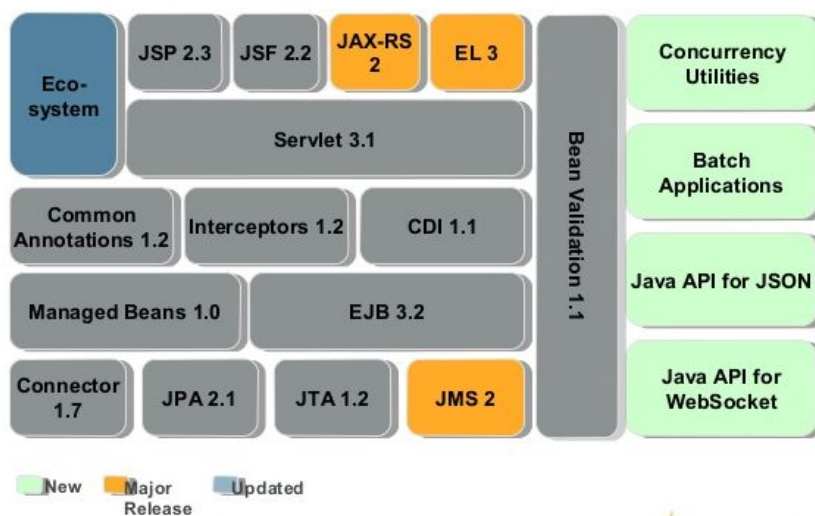 Eco-
system
JSP 2.3
JSF 2.2
JAX-RS
2
EL 3
Servlet 3.1
Common
Annotations 1.2
Interceptors 1.2
CDI 1.1
Managed Beans 1.0
EJB 3.2
Connector
1.7
JPA 2.1
JTA 1.2
JMS 2
Bean Validation 1.1
Concurrency
Utilities
Batch
Applications
Java API for JSON
Java API for
WebSocket
New
Major
Release
Updated